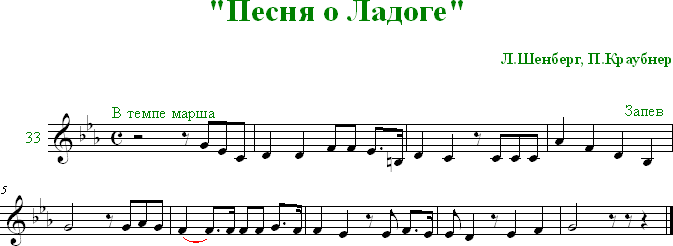 "Песня о Ладоге"
Л.Шенберг, П.Краубнер
В темпе марша
Запев
33
5